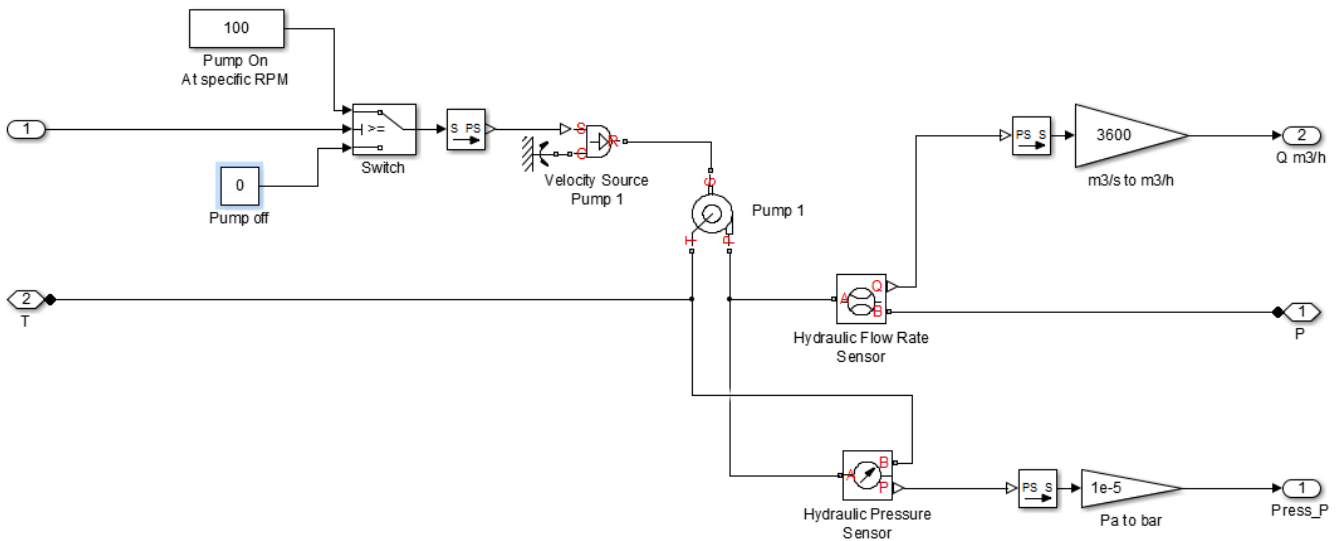 100
Pump On
At specific RPM
1
>=
Switch
0
Pump off
S PS
S
C
R
Velocity Source
Pump 1
S
T
P
Pump 1
PS S
3600
m3/s to m3/h
2
Q m3/h
2
T
A
Q
B
Hydraulic Flow Rate
Sensor
1
P
A
B
P
Hydraulic Pressure
Sensor
PS S
1e-5
Pa to bar
1
Press_P